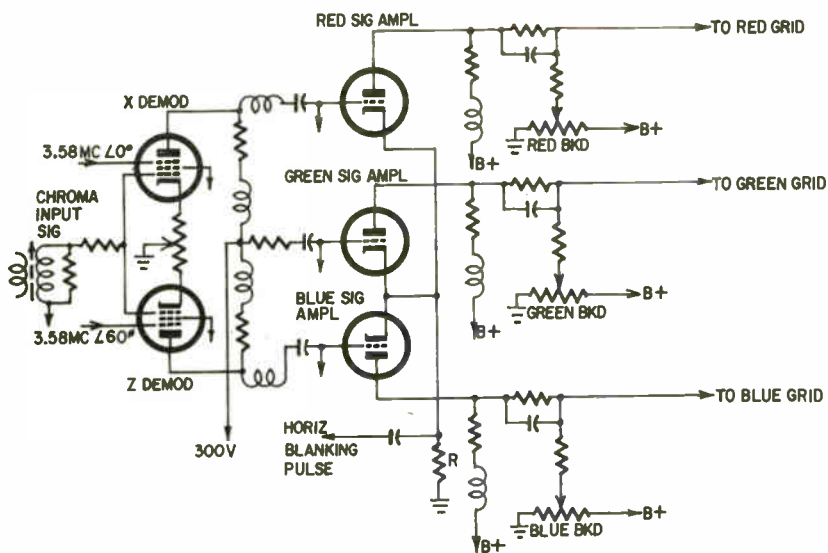 RED SIG AMPL
TO RED GRID
X DEMOD
3.58MC ∠0°
B+
B+
RED BKD
CHROMA
INPUT
SIG
GREEN SIG AMPL
TO GREEN GRID
B+
GREEN BKD
BLUE SIG
AMPL
3.58MC ∠60°
B+
Z DEMOD
TO BLUE GRID
300V
HORIZ
BLANKING
PULSE
R
B+
BLUE BKD
B+